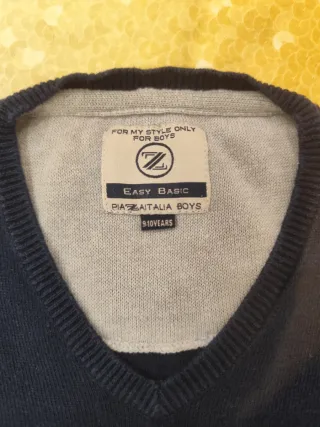 FOR MY STYLE ONLY
FOR BOYS
Z
EASY BASIC
PIAZZAITALIA BOYS
9-10YEARS